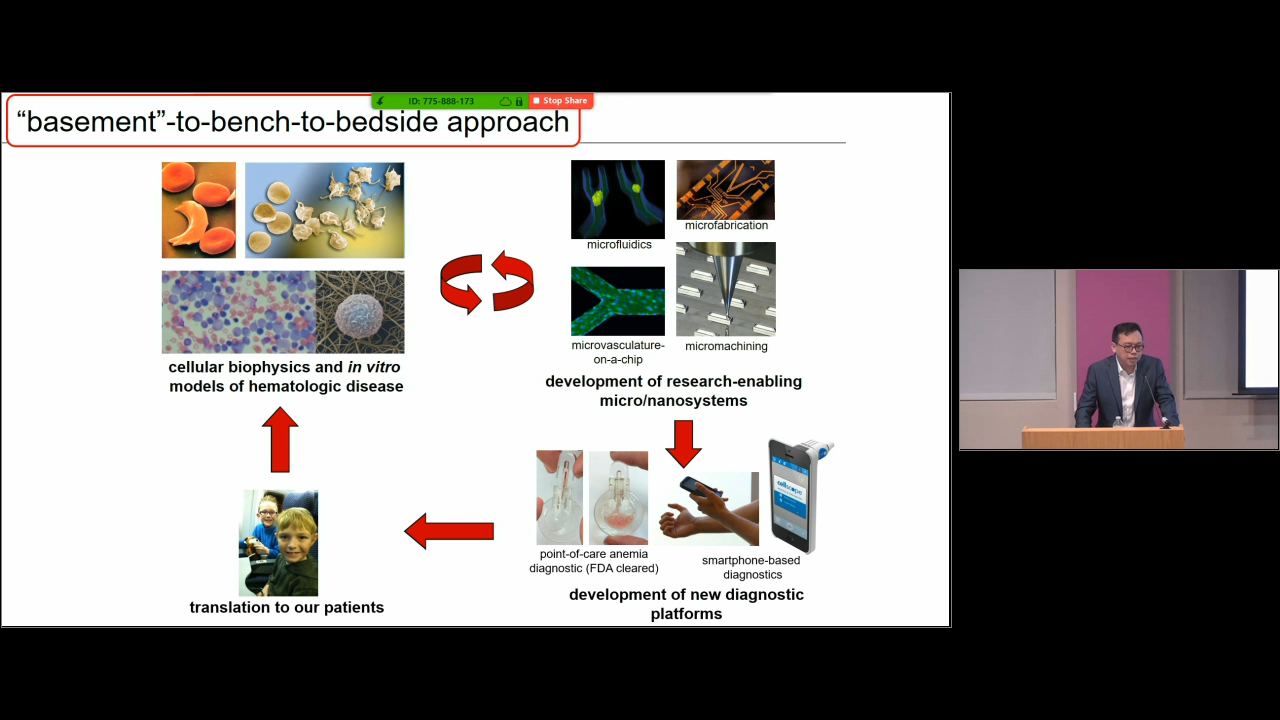 ID: 775-888-173
Stop Share
“basement”-to-bench-to-bedside approach
microfluidics
microfabrication
microvasculature-
on-a-chip
micromachining
cellular biophysics and in vitro
models of hematologic disease
development of research-enabling
micro/nanosystems
cellscope
point-of-care anemia
diagnostic (FDA cleared)
smartphone-based
diagnostics
development of new diagnostic
platforms
translation to our patients